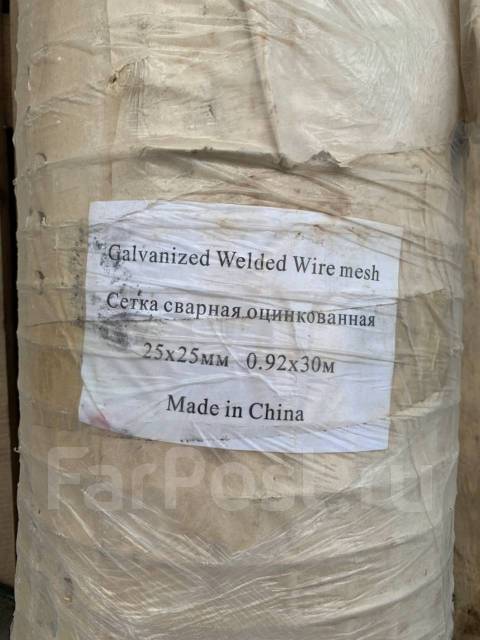 Galvanized Welded Wire mesh
Сетка сварная оцинкованная
25x25мм 0.92x30м
Made in China
FarPost.ru